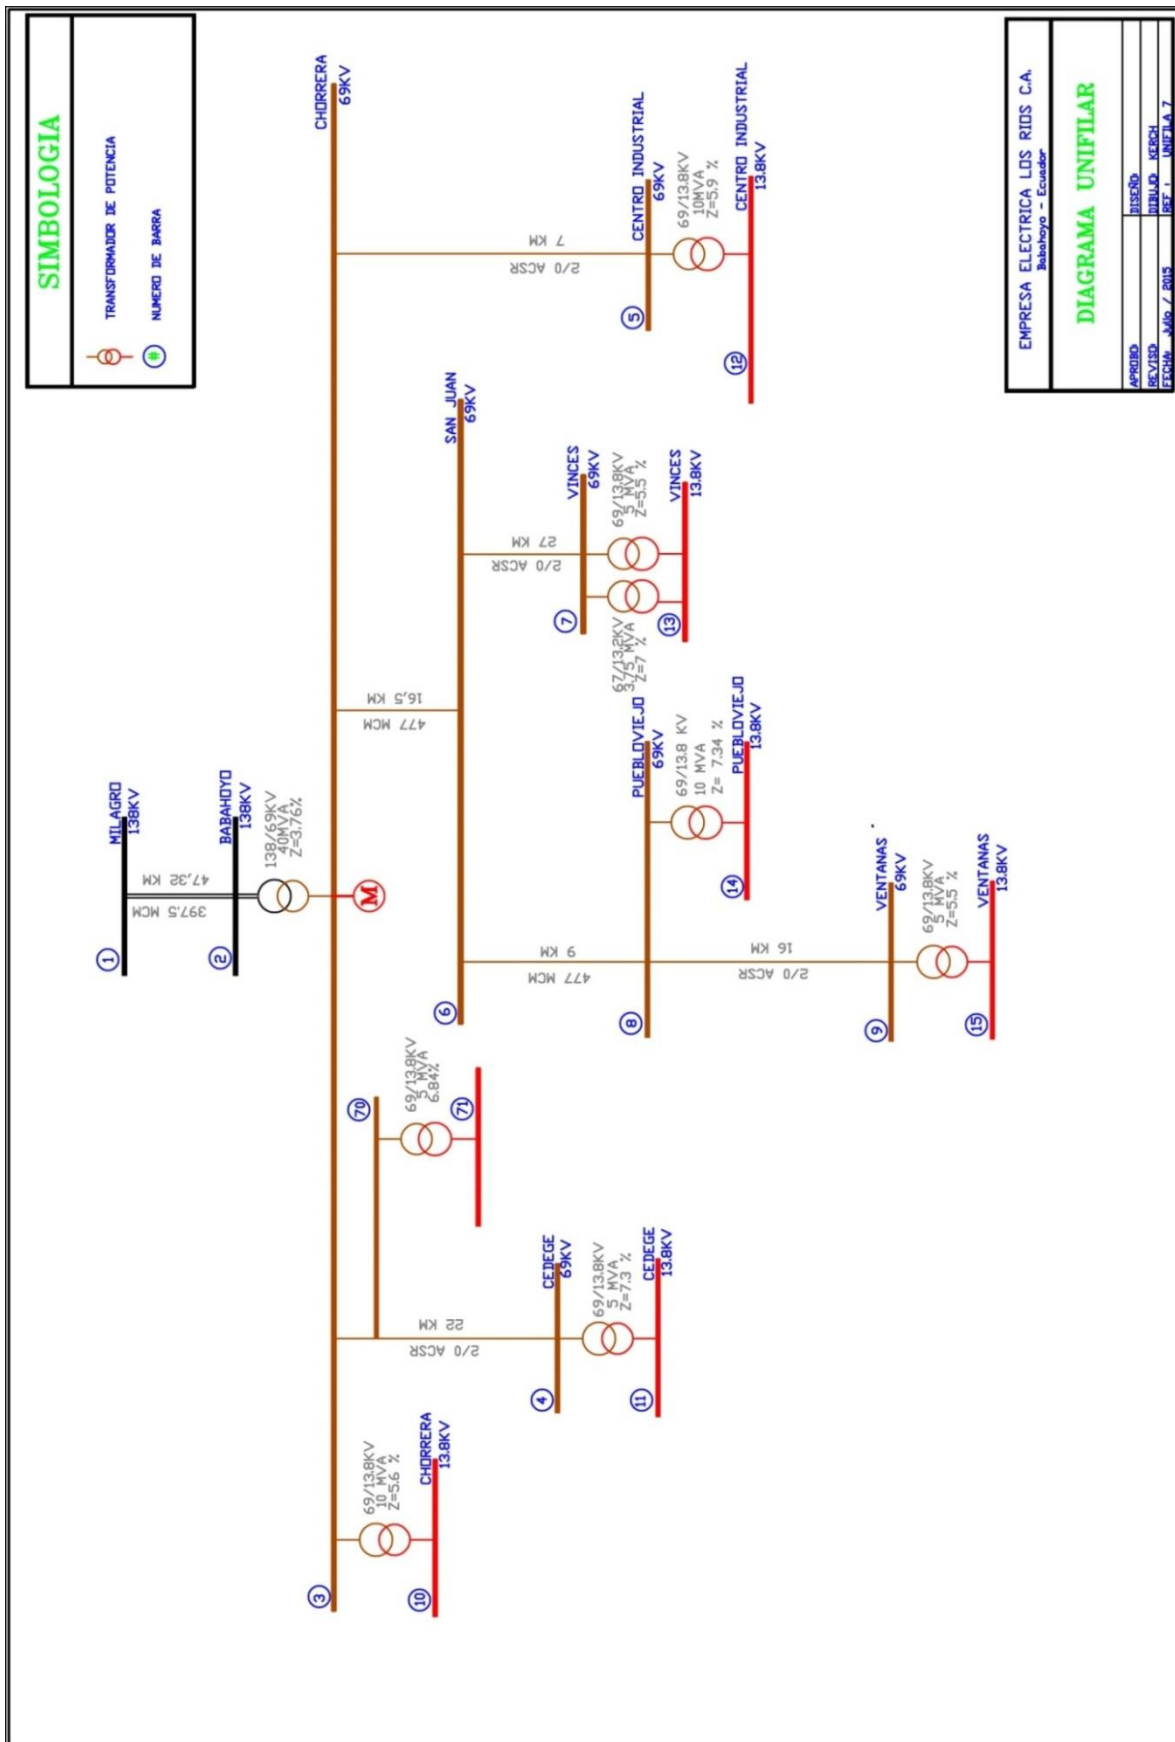 SIMBOLOGIA
TRANSFORMADOR DE POTENCIA
#
NUMERO DE BARRA
CHORRERA
69KV
3
MILAGRO
138KV
1
47,32 KM
397.5 MCM
BABAHOYO
138KV
2
138/69KV
40MVA
Z=3.76%
M
7 KM
2/0 ACSR
CENTRO INDUSTRIAL
69KV
5
69/13.8KV
10MVA
Z=5.9 %
CENTRO INDUSTRIAL
13.8KV
12
16,5 KM
477 MCM
SAN JUAN
69KV
6
27 KM
2/0 ACSR
VINCES
69KV
7
69/13.8KV
5 MVA
Z=5.5 %
67/13.2KV
3.75 MVA
Z=7 %
VINCES
13.8KV
13
9 KM
477 MCM
PUEBLOVIEJO
69KV
8
69/13.8 KV
10 MVA
Z= 7.34 %
PUEBLOVIEJO
13.8KV
14
16 KM
2/0 ACSR
VENTANAS
69KV
9
69/13.8KV
5 MVA
Z=5.5 %
VENTANAS
13.8KV
15
70
69/13.8KV
5 MVA
6.84%
71
22 KM
2/0 ACSR
CEDEGE
69KV
4
69/13.8KV
5 MVA
Z=7.3 %
CEDEGE
13.8KV
11
69/13.8KV
10 MVA
Z=5.6 %
CHORRERA
13.8KV
10
EMPRESA ELECTRICA LOS RIOS C.A.
Babahoyo - Ecuador
DIAGRAMA UNIFILAR
APROBO:
DISEÑO:
REVISO:
DIBUJO: KERCH
FECHA: Julio / 2015
REF : UNIFILA 7